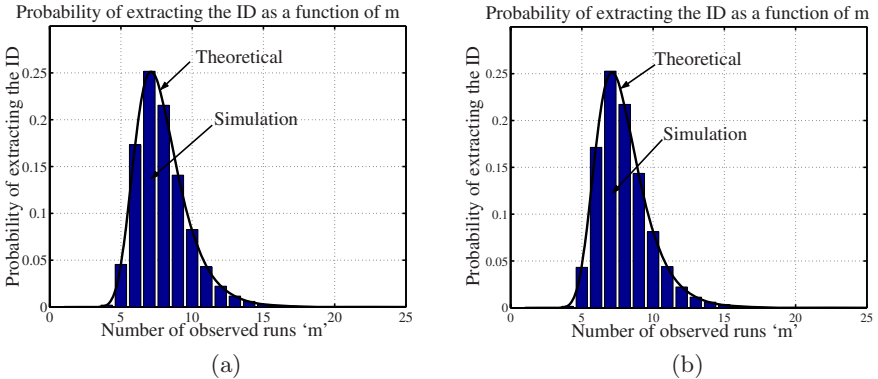 Probability of extracting the ID as a function of m
Probability of extracting the ID
0.25
0.2
0.15
0.1
0.05
0
Theoretical
Simulation
0
5
10
15
20
25
Number of observed runs ‘m’
(a)
Probability of extracting the ID as a function of m
Probability of extracting the ID
0.25
0.2
0.15
0.1
0.05
0
Theoretical
Simulation
0
5
10
15
20
25
Number of observed runs ‘m’
(b)